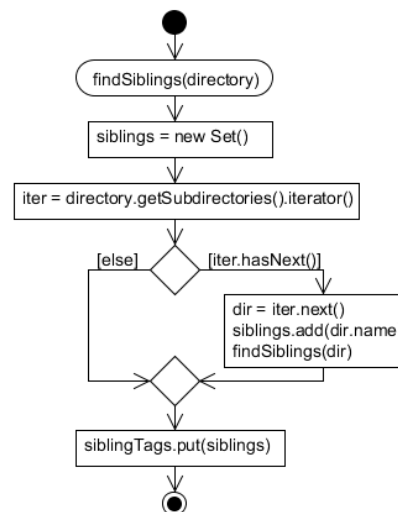 findSiblings(directory)
siblings = new Set()
iter = directory.getSubdirectories().iterator()
[else]
[iter.hasNext()]
dir = iter.next()
siblings.add(dir.name
findSiblings(dir)
siblingTags.put(siblings)